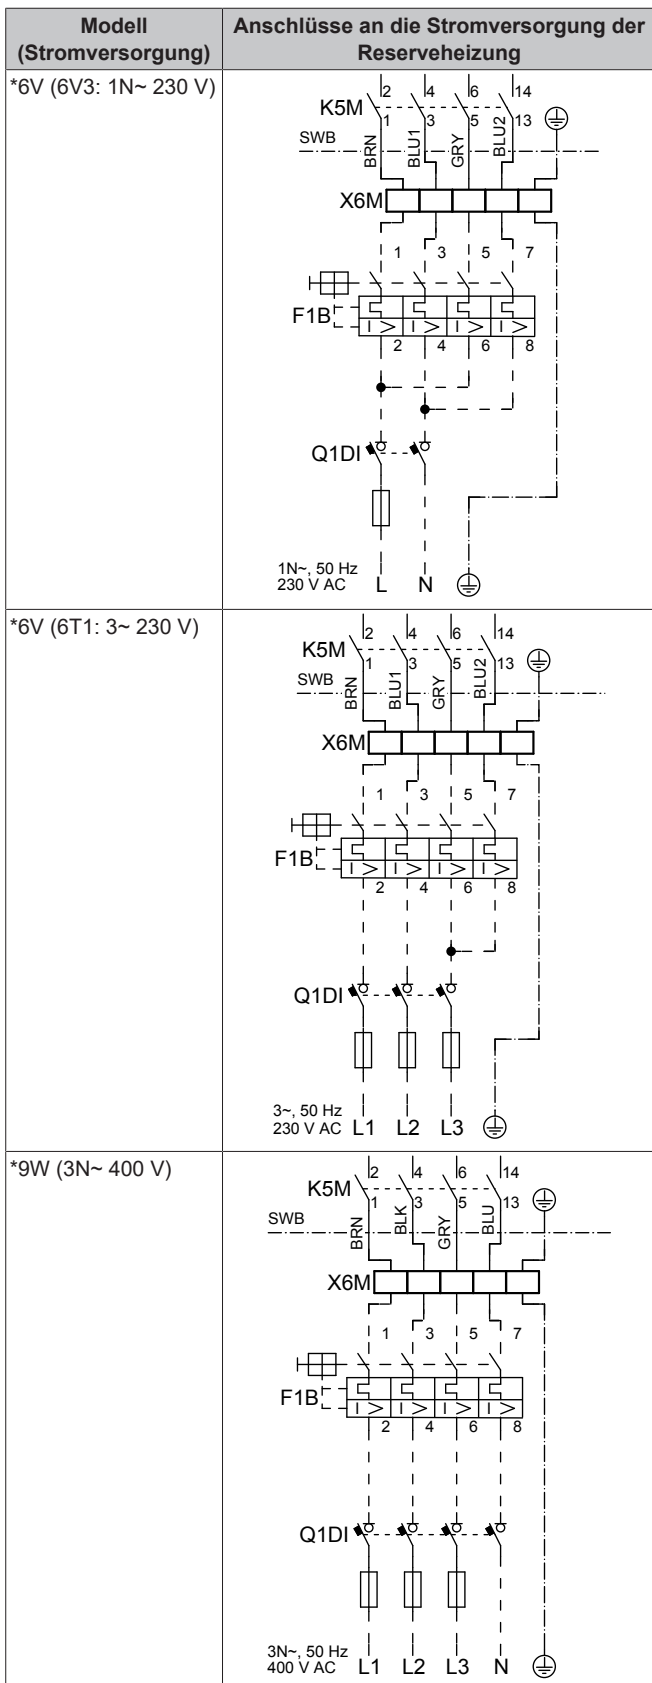 Modell
(Stromversorgung)
Anschlüsse an die Stromversorgung der
Reserveheizung
*6V (6V3: 1N~ 230 V)
2 4 6 14
K5M
1 3 5 13
SWB
BRN BLU1 GRY BLU2
X6M
1 3 5 7
F1B
I > I > I > I >
2 4 6 8
Q1DI
1N~, 50 Hz
230 V AC
L N
*6V (6T1: 3~ 230 V)
2 4 6 14
K5M
1 3 5 13
SWB
BRN BLU1 GRY BLU2
X6M
1 3 5 7
F1B
I > I > I > I >
2 4 6 8
Q1DI
3~, 50 Hz
230 V AC
L1 L2 L3
*9W (3N~ 400 V)
2 4 6 14
K5M
1 3 5 13
SWB
BRN BLK GRY BLU
X6M
1 3 5 7
F1B
I > I > I > I >
2 4 6 8
Q1DI
3N~, 50 Hz
400 V AC
L1 L2 L3 N